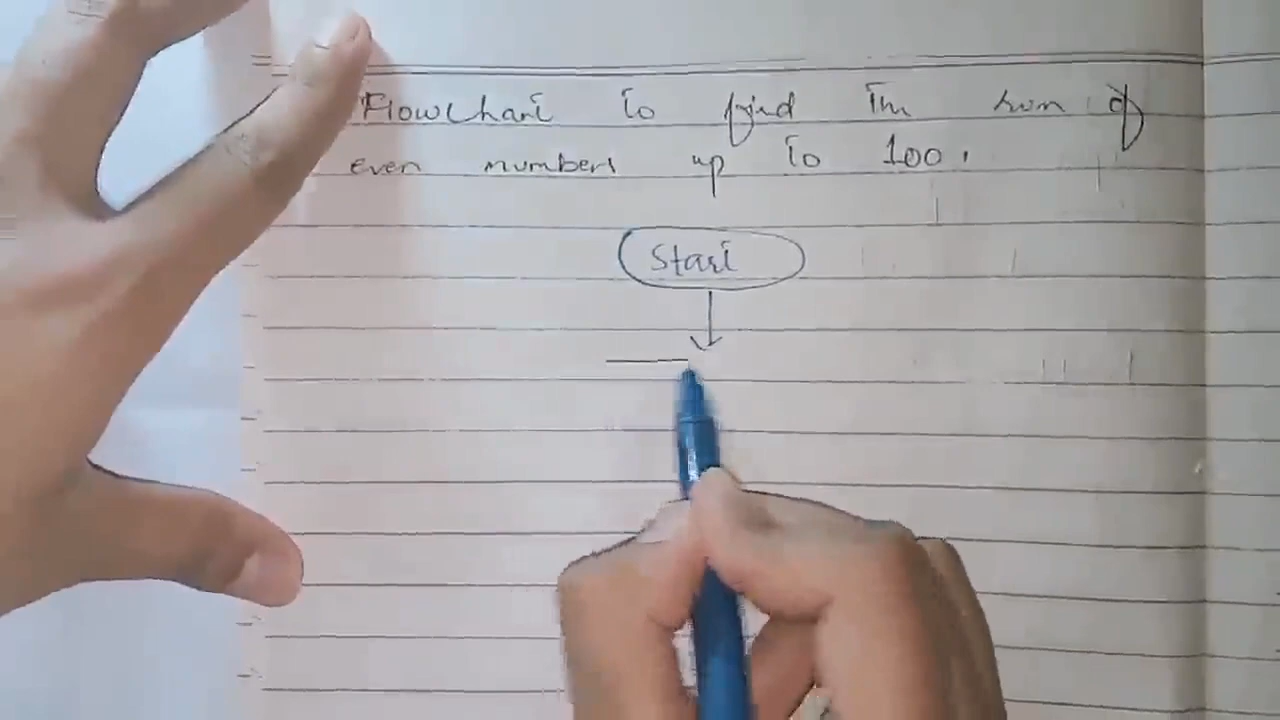 Flowchart to find the sum of
even numbers up to 100.
Start